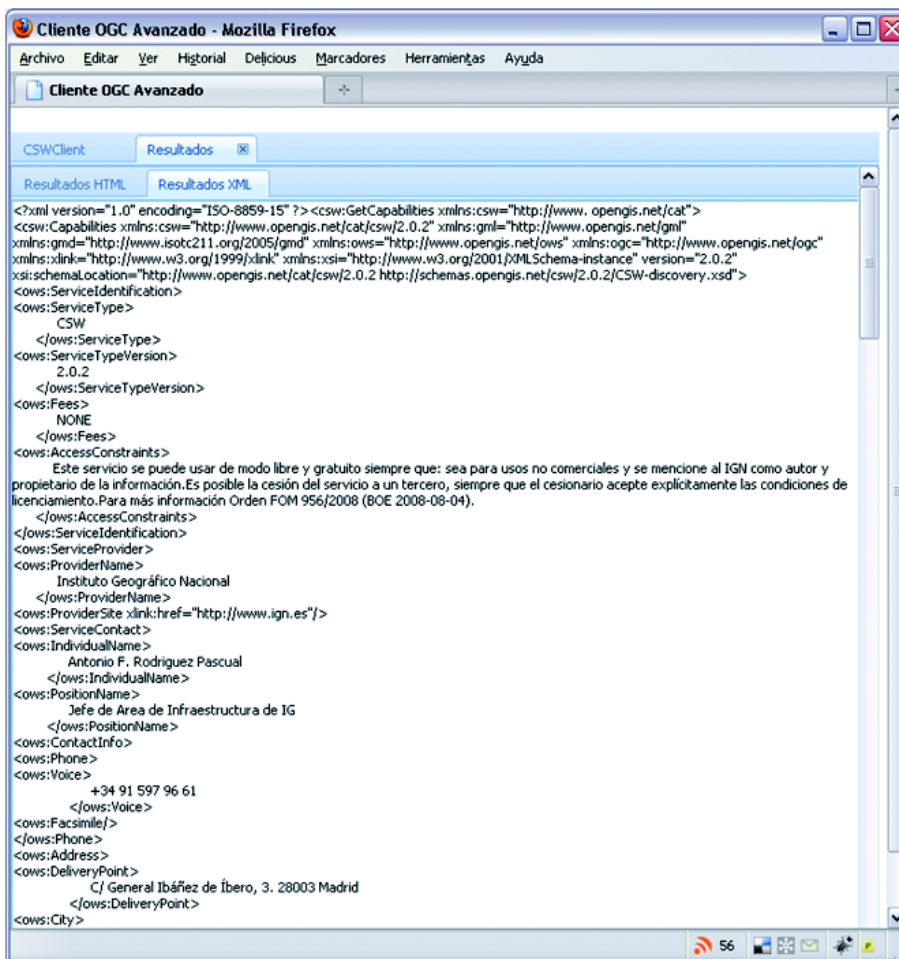 Cliente OGC Avanzado - Mozilla Firefox
Archivo Editar Ver Historial Delicious Marcadores Herramientas Ayuda
Cliente OGC Avanzado
CSWClient Resultados
Resultados HTML Resultados XML
<?xml version="1.0" encoding="ISO-8859-15" ?><csw:GetCapabilities xmlns:csw="http://www. opengis.net/cat">
<csw:Capabilities xmlns:csw="http://www.opengis.net/cat/csw/2.0.2" xmlns:gml="http://www.opengis.net/gml"
xmlns:gmd="http://www.isotc211.org/2005/gmd" xmlns:ows="http://www.opengis.net/ows" xmlns:ogc="http://www.opengis.net/ogc"
xmlns:xlink="http://www.w3.org/1999/xlink" xmlns:xsi="http://www.w3.org/2001/XMLSchema-instance" version="2.0.2"
xsi:schemaLocation="http://www.opengis.net/cat/csw/2.0.2 http://schemas.opengis.net/csw/2.0.2/CSW-discovery.xsd">
<ows:ServiceIdentification>
<ows:ServiceType>
CSW
</ows:ServiceType>
<ows:ServiceTypeVersion>
2.0.2
</ows:ServiceTypeVersion>
<ows:Fees>
NONE
</ows:Fees>
<ows:AccessConstraints>
Este servicio se puede usar de modo libre y gratuito siempre que: sea para usos no comerciales y se mencione al IGN como autor y
propietario de la información.Es posible la cesión del servicio a un tercero, siempre que el cesionario acepte explícitamente las condiciones de
licenciamiento.Para más información Orden FOM 956/2008 (BOE 2008-08-04).
</ows:AccessConstraints>
</ows:ServiceIdentification>
<ows:ServiceProvider>
<ows:ProviderName>
Instituto Geográfico Nacional
</ows:ProviderName>
<ows:ProviderSite xlink:href="http://www.ign.es"/>
<ows:ServiceContact>
<ows:IndividualName>
Antonio F. Rodriguez Pascual
</ows:IndividualName>
<ows:PositionName>
Jefe de Area de Infraestructura de IG
</ows:PositionName>
<ows:ContactInfo>
<ows:Phone>
<ows:Voice>
+34 91 597 96 61
</ows:Voice>
<ows:Facsimile/>
</ows:Phone>
<ows:Address>
<ows:DeliveryPoint>
C/ General Ibáñez de Íbero, 3. 28003 Madrid
</ows:DeliveryPoint>
<ows:City>
56